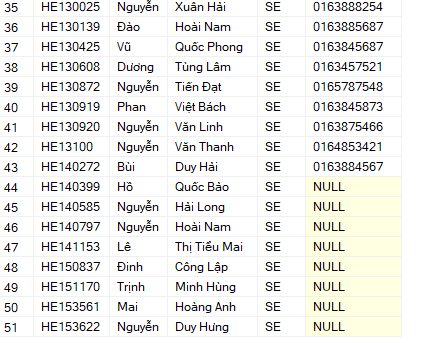 35 HE130025 Nguyễn Xuân Hải SE 0163888254
36 HE130139 Đào Hoài Nam SE 0163885687
37 HE130425 Vũ Quốc Phong SE 0163845687
38 HE130608 Dương Tùng Lâm SE 0163457521
39 HE130872 Nguyễn Tiến Đạt SE 0165787548
40 HE130919 Phan Việt Bách SE 0163845873
41 HE130920 Nguyễn Văn Linh SE 0163875466
42 HE13100 Nguyễn Văn Thanh SE 0164853421
43 HE140272 Bùi Duy Hải SE 0163884567
44 HE140399 Hồ Quốc Bảo SE NULL
45 HE140585 Nguyễn Hải Long SE NULL
46 HE140797 Nguyễn Hoài Nam SE NULL
47 HE141153 Lê Thị Tiểu Mai SE NULL
48 HE150837 Đinh Công Lập SE NULL
49 HE151170 Trịnh Minh Hùng SE NULL
50 HE153561 Mai Hoàng Anh SE NULL
51 HE153622 Nguyễn Duy Hưng SE NULL